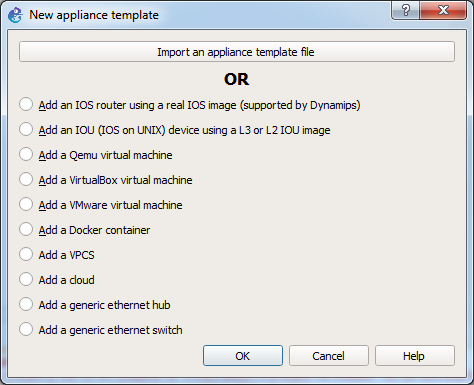 New appliance template
?
Import an appliance template file
OR
Add an IOS router using a real IOS image (supported by Dynamips)
Add an IOU (IOS on UNIX) device using a L3 or L2 IOU image
Add a Qemu virtual machine
Add a VirtualBox virtual machine
Add a VMware virtual machine
Add a Docker container
Add a VPCS
Add a cloud
Add a generic ethernet hub
Add a generic ethernet switch
OK Cancel Help